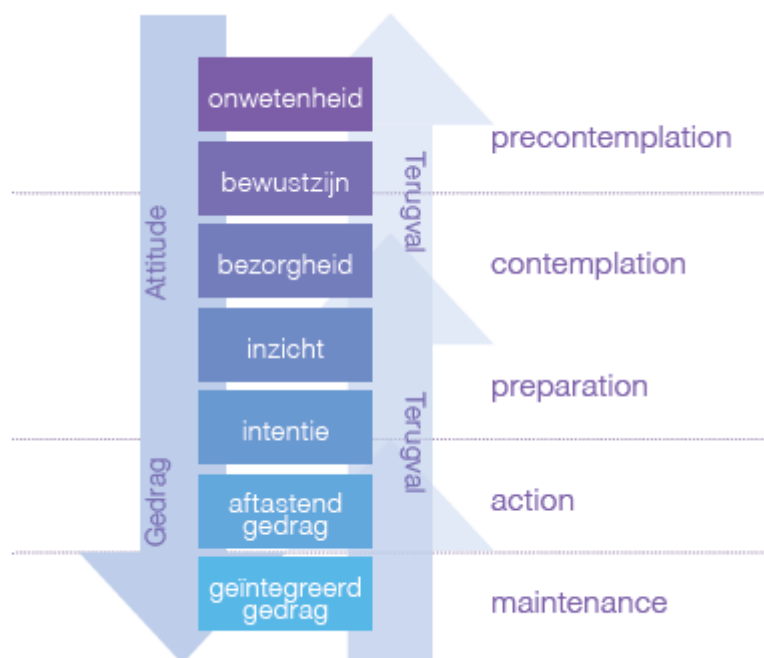 onwetenheid
precontemplation
bewustzijn
Terugval
Attitude
bezorgheid
contemplation
inzicht
preparation
intentie
Terugval
Gedrag
aftastend
gedrag
action
geïntegreerd
gedrag
maintenance